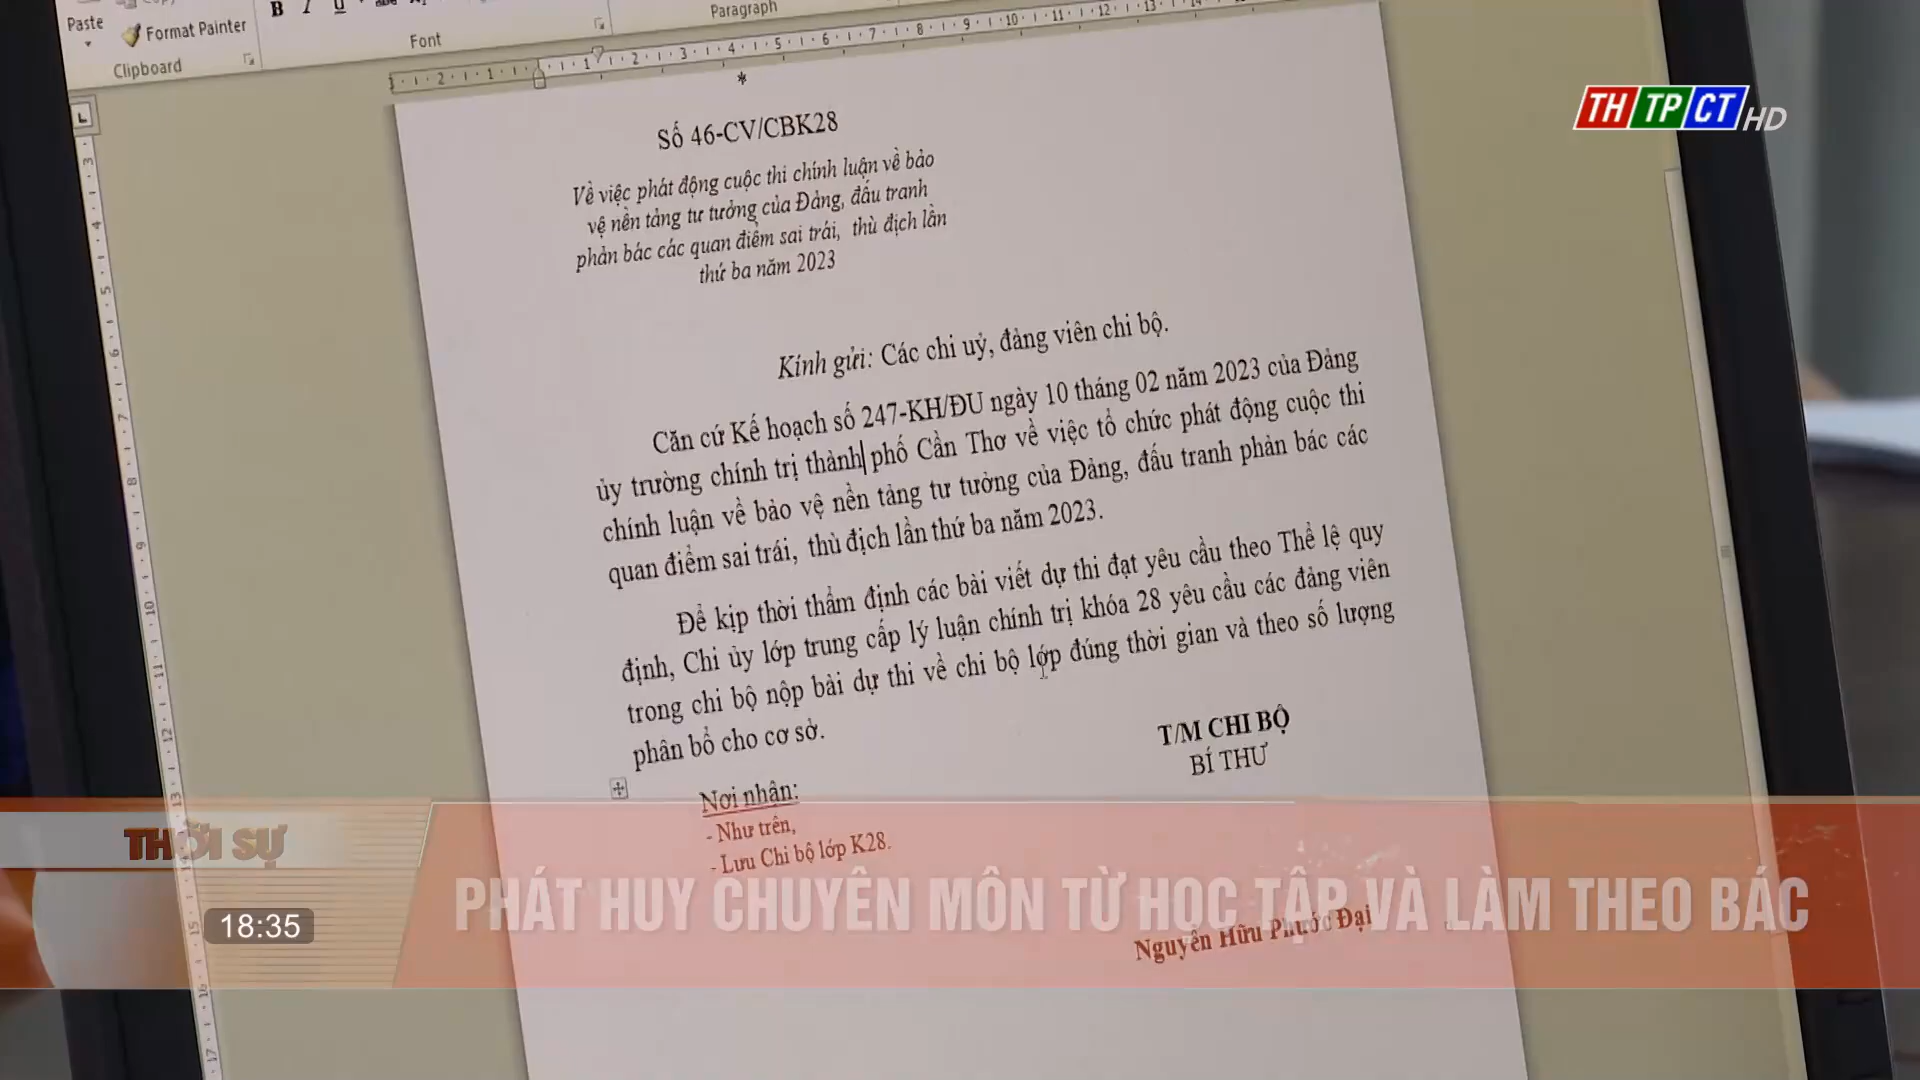 Paste
Format Painter
Clipboard
Font
Paragraph
THTPCT HD
*
Số 46-CV/CBK28
Về việc phát động cuộc thi chính luận về bảo
vệ nền tảng tư tưởng của Đảng, đấu tranh
phản bác các quan điểm sai trái, thù địch lần
thứ ba năm 2023
Kính gửi: Các chi uỷ, đảng viên chi bộ.
Căn cứ Kế hoạch số 247-KH/ĐU ngày 10 tháng 02 năm 2023 của Đảng
ủy trường chính trị thành phố Cần Thơ về việc tổ chức phát động cuộc thi
chính luận về bảo vệ nền tảng tư tưởng của Đảng, đấu tranh phản bác các
quan điểm sai trái, thù địch lần thứ ba năm 2023.
Để kịp thời thẩm định các bài viết dự thi đạt yêu cầu theo Thể lệ quy
định, Chi ủy lớp trung cấp lý luận chính trị khóa 28 yêu cầu các đảng viên
trong chi bộ nộp bài dự thi về chi bộ lớp đúng thời gian và theo số lượng
phân bổ cho cơ sở.
T/M CHI BỘ
BÍ THƯ
Nơi nhận:
- Như trên,
- Lưu Chi bộ lớp K28.
Nguyễn Hữu Phước Đại
THỜI SỰ
18:35
PHÁT HUY CHUYÊN MÔN TỪ HỌC TẬP VÀ LÀM THEO BÁC